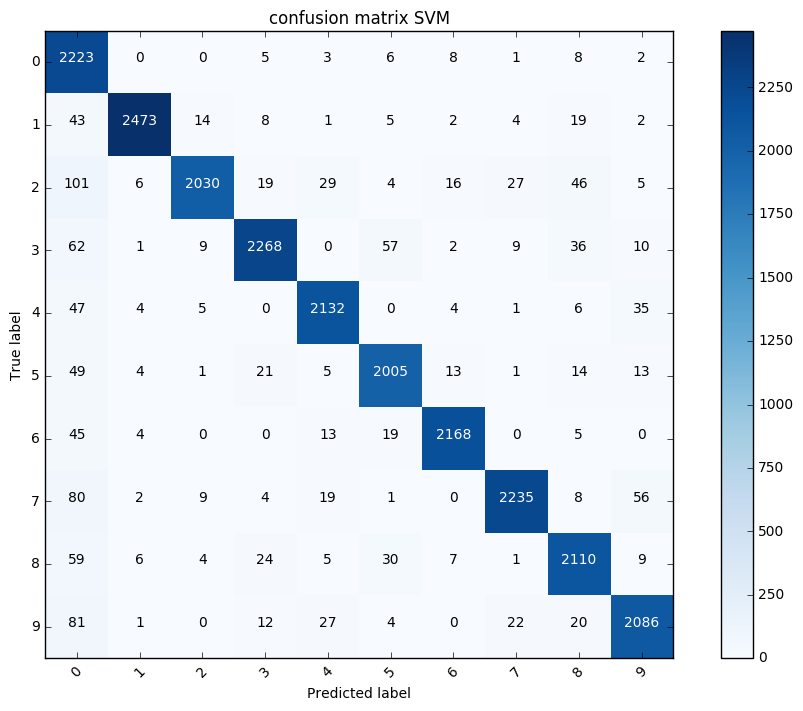 confusion matrix SVM
0 2223 0 0 5 3 6 8 1 8 2
1 43 2473 14 8 1 5 2 4 19 2
2 101 6 2030 19 29 4 16 27 46 5
3 62 1 9 2268 0 57 2 9 36 10
4 47 4 5 0 2132 0 4 1 6 35
5 49 4 1 21 5 2005 13 1 14 13
6 45 4 0 0 13 19 2168 0 5 0
7 80 2 9 4 19 1 0 2235 8 56
8 59 6 4 24 5 30 7 1 2110 9
9 81 1 0 12 27 4 0 22 20 2086
0 1 2 3 4 5 6 7 8 9
Predicted label
True label
2250
2000
1750
1500
1250
1000
750
500
250
0